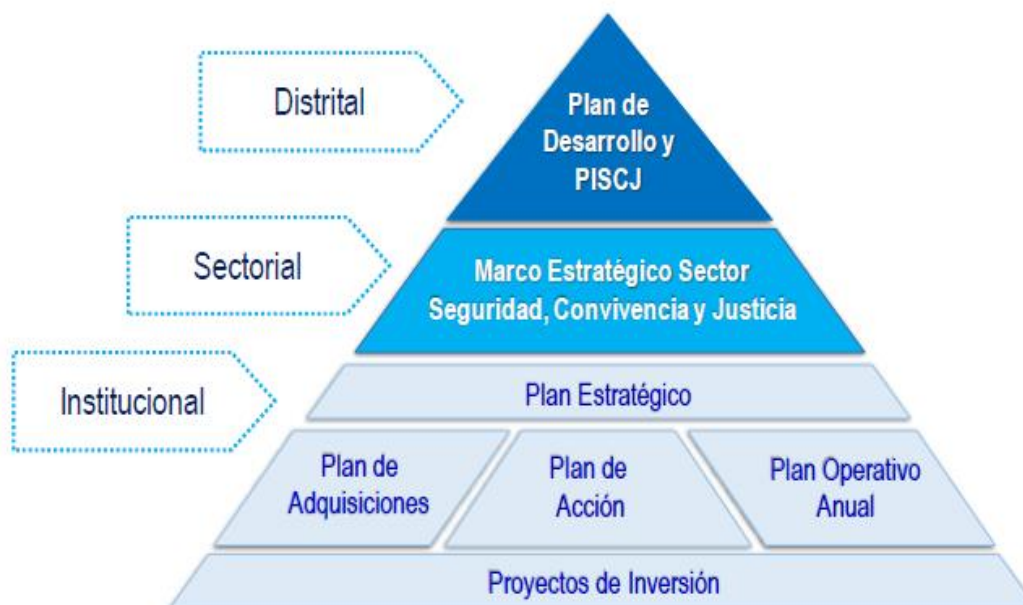 Distrital
Plan de
Desarrollo y
PISCJ
Sectorial
Marco Estratégico Sector
Seguridad, Convivencia y Justicia
Institucional
Plan Estratégico
Plan de
Adquisiciones
Plan de
Acción
Plan Operativo
Anual
Proyectos de Inversión